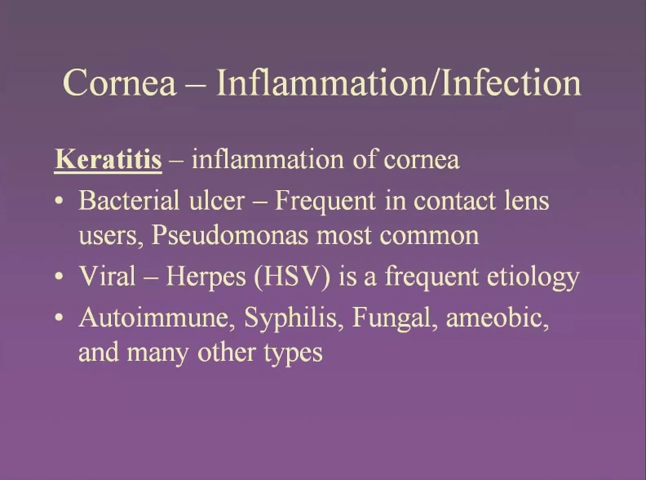 Cornea – Inflammation/Infection
Keratitis – inflammation of cornea
• Bacterial ulcer – Frequent in contact lens
users, Pseudomonas most common
• Viral – Herpes (HSV) is a frequent etiology
• Autoimmune, Syphilis, Fungal, ameobic,
and many other types